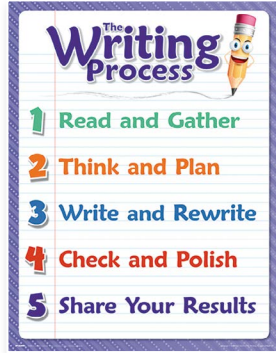 The
Writing
Process
1 Read and Gather
2 Think and Plan
3 Write and Rewrite
4 Check and Polish
5 Share Your Results